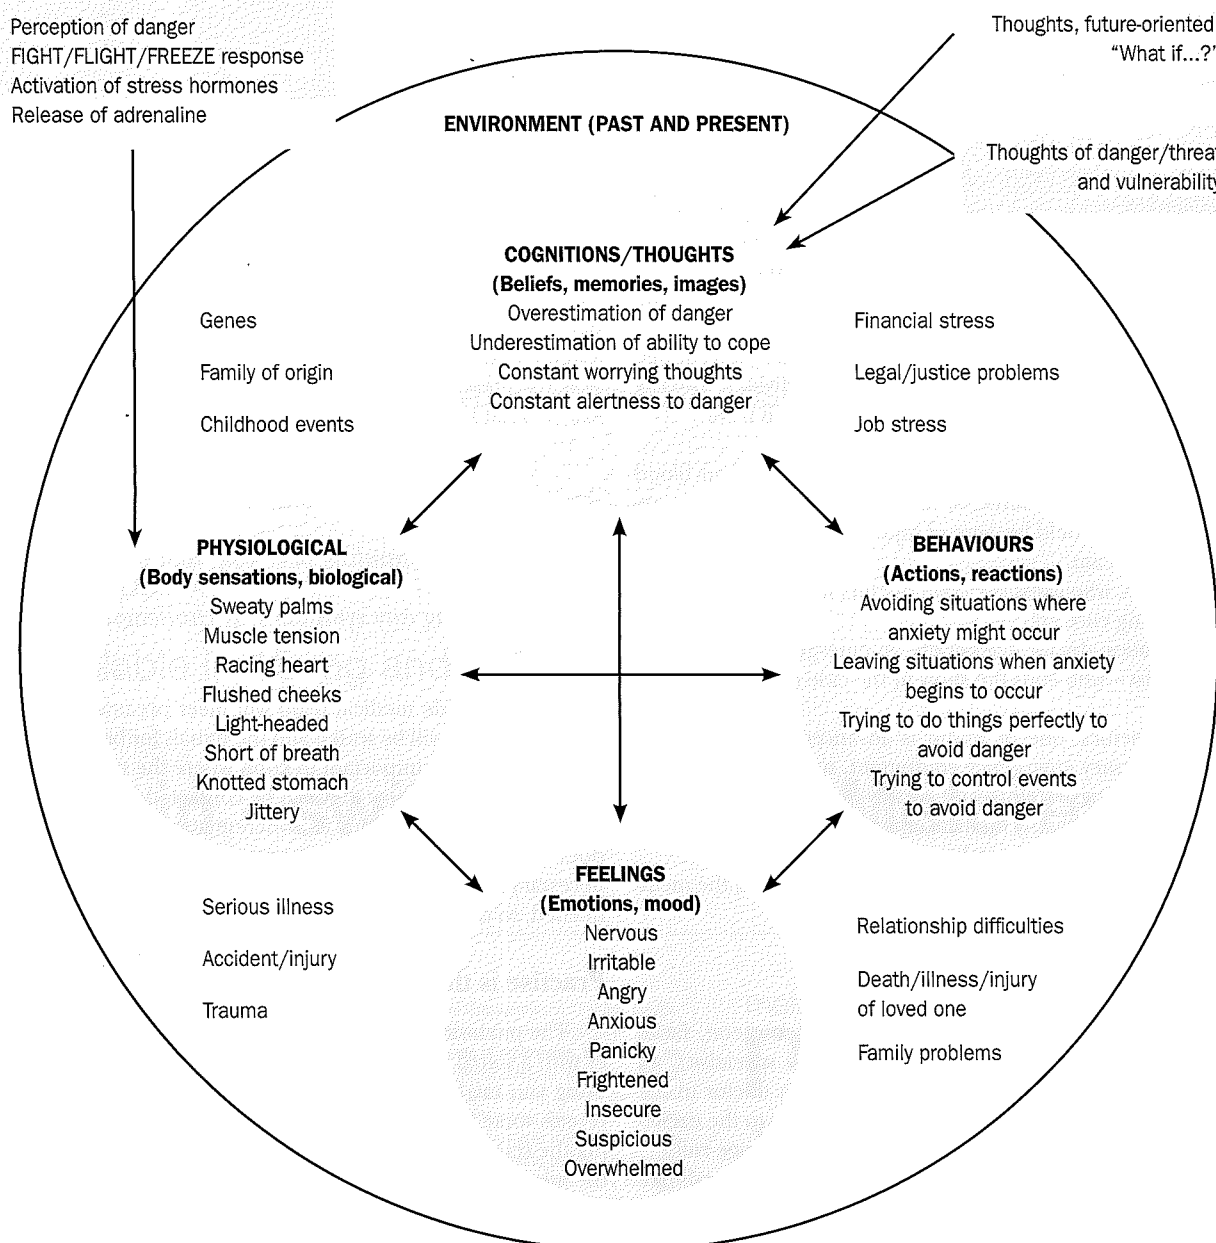 Perception of danger
FIGHT/FLIGHT/FREEZE response
Activation of stress hormones
Release of adrenaline
Thoughts, future-oriented
“What if...?”
ENVIRONMENT (PAST AND PRESENT)
Thoughts of danger/threat
and vulnerability
COGNITIONS/THOUGHTS
(Beliefs, memories, images)
Overestimation of danger
Underestimation of ability to cope
Constant worrying thoughts
Constant alertness to danger
Genes
Family of origin
Childhood events
Financial stress
Legal/justice problems
Job stress
PHYSIOLOGICAL
(Body sensations, biological)
Sweaty palms
Muscle tension
Racing heart
Flushed cheeks
Light-headed
Short of breath
Knotted stomach
Jittery
BEHAVIOURS
(Actions, reactions)
Avoiding situations where
anxiety might occur
Leaving situations when anxiety
begins to occur
Trying to do things perfectly to
avoid danger
Trying to control events
to avoid danger
FEELINGS
(Emotions, mood)
Nervous
Irritable
Angry
Anxious
Panicky
Frightened
Insecure
Suspicious
Overwhelmed
Serious illness
Accident/injury
Trauma
Relationship difficulties
Death/illness/injury
of loved one
Family problems